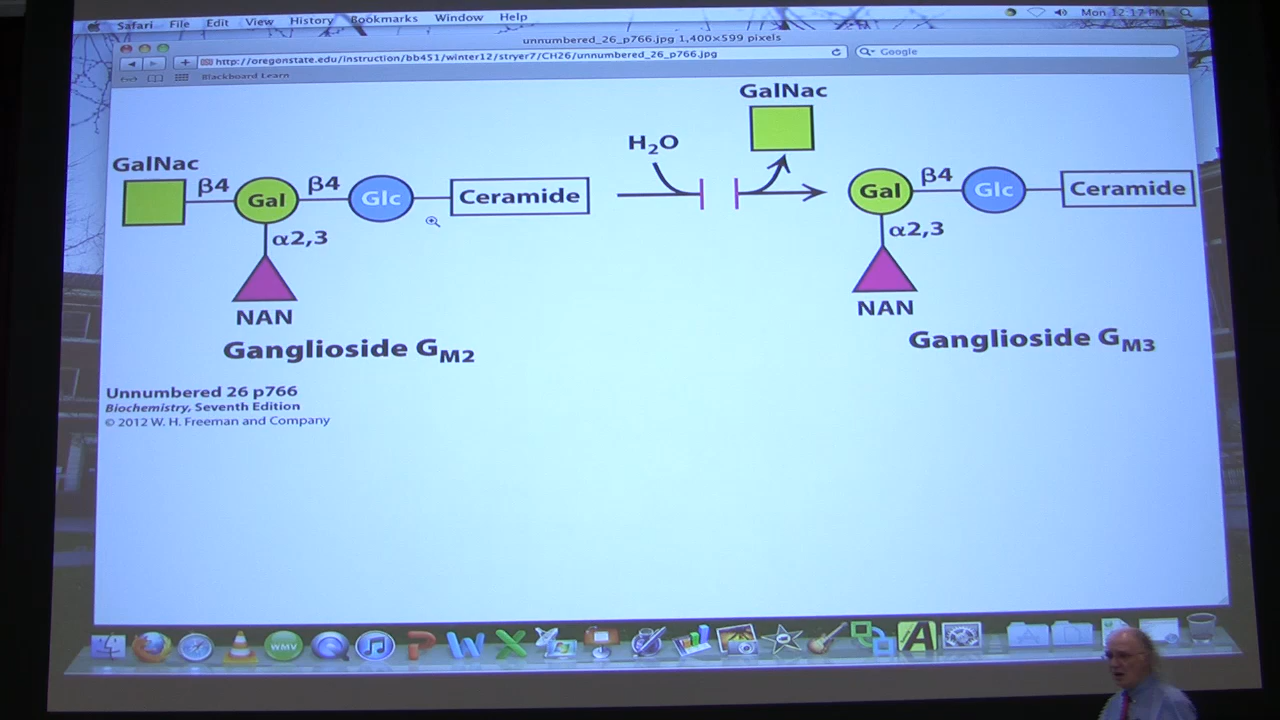 Safari File Edit View History Bookmarks Window Help
Mon 12:17 PM
unnumbered_26_p766.jpg 1,400×599 pixels
http://oregonstate.edu/instruction/bb451/winter12/stryer7/CH26/unnumbered_26_p766.jpg
Google
Blackboard Learn
GalNac
H₂O
GalNac
β4
Gal
β4
Glc
Ceramide
Gal
β4
Glc
Ceramide
α2,3
α2,3
NAN
NAN
Ganglioside GM2
Ganglioside GM3
Unnumbered 26 p766
Biochemistry, Seventh Edition
© 2012 W. H. Freeman and Company
WMV